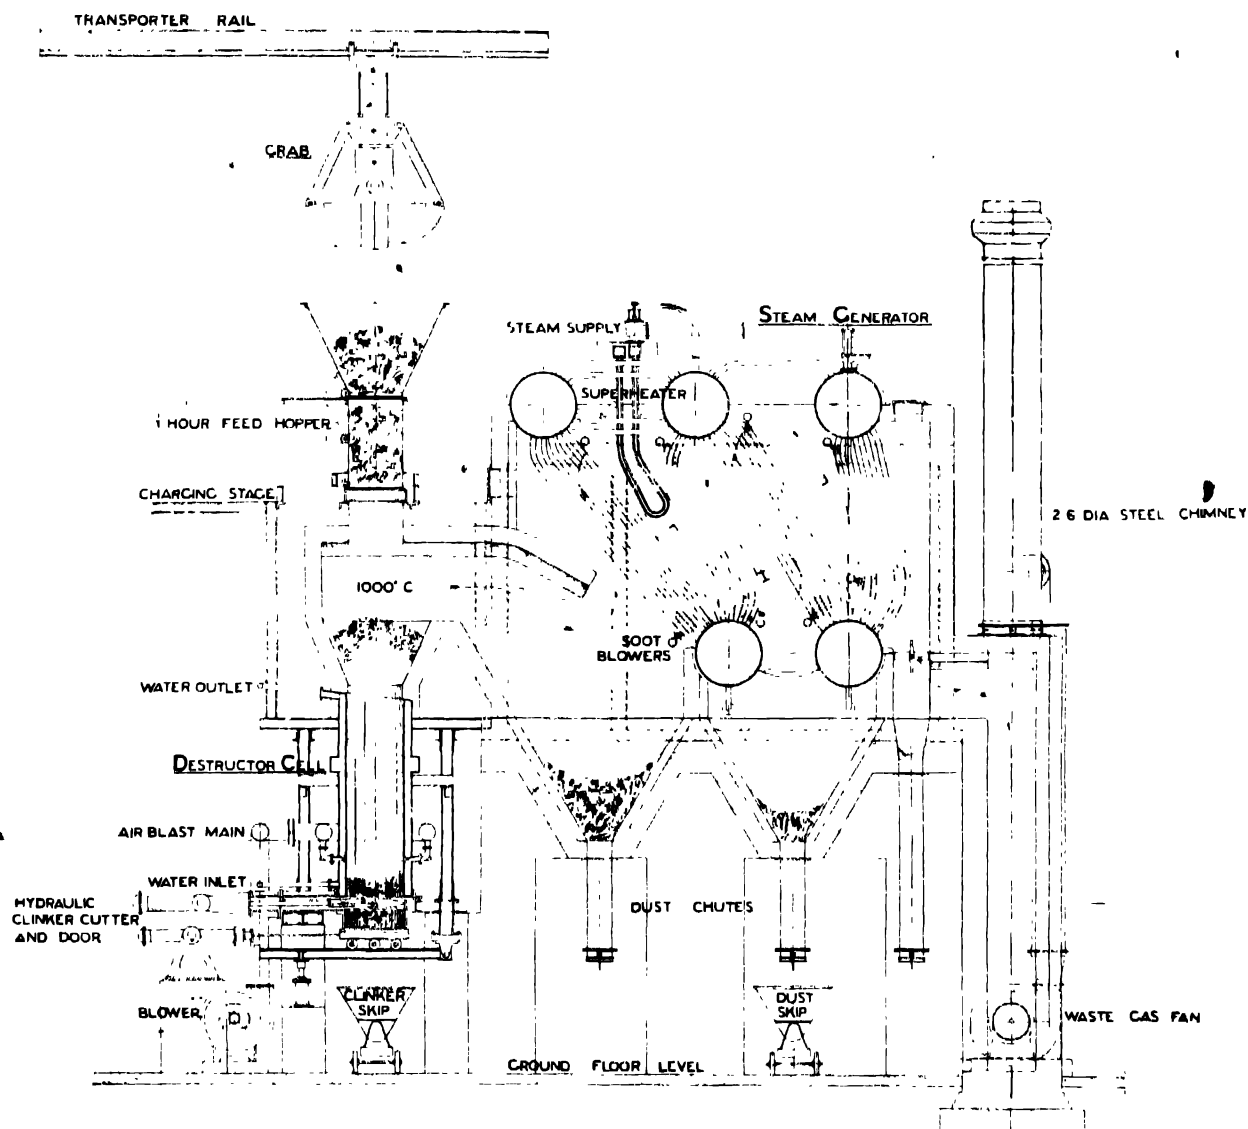 TRANSPORTER RAIL
GRAB
STEAM SUPPLY
STEAM GENERATOR
SUPERHEATER
1 HOUR FEED HOPPER
CHARGING STAGE
2 6 DIA STEEL CHIMNEY
1000° C
SOOT
BLOWERS
WATER OUTLET
DESTRUCTOR CELL
AIR BLAST MAIN
WATER INLET
HYDRAULIC
CLINKER CUTTER
AND DOOR
DUST CHUTES
CLINKER
SKIP
DUST
SKIP
BLOWER
WASTE GAS FAN
GROUND FLOOR LEVEL